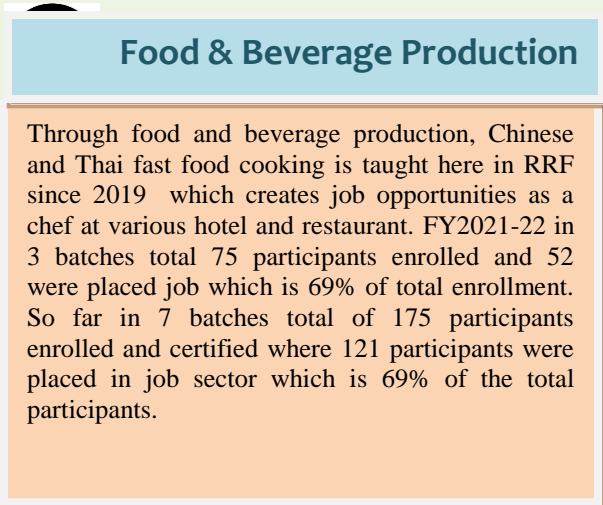 Food & Beverage Production
Through food and beverage production, Chinese
and Thai fast food cooking is taught here in RRF
since 2019 which creates job opportunities as a
chef at various hotel and restaurant. FY2021-22 in
3 batches total 75 participants enrolled and 52
were placed job which is 69% of total enrollment.
So far in 7 batches total of 175 participants
enrolled and certified where 121 participants were
placed in job sector which is 69% of the total
participants.